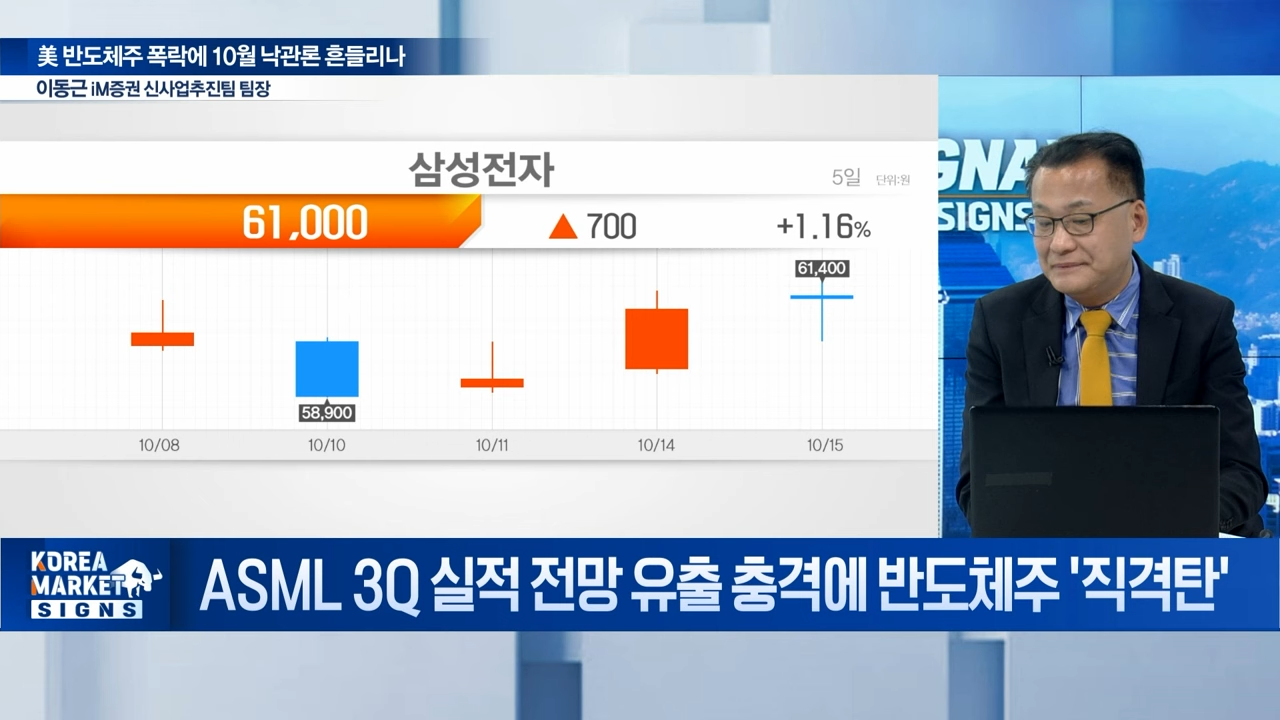 美 반도체주 폭락에 10월 낙관론 흔들리나
이동근 iM증권 신사업추진팀 팀장
삼성전자
5일 단위:원
61,000 ▲ 700 +1.16%
61,400
58,900
10/08 10/10 10/11 10/14 10/15
GNA
SIGNS
KOREA
MARKET
SIGNS
ASML 3Q 실적 전망 유출 충격에 반도체주 '직격탄'